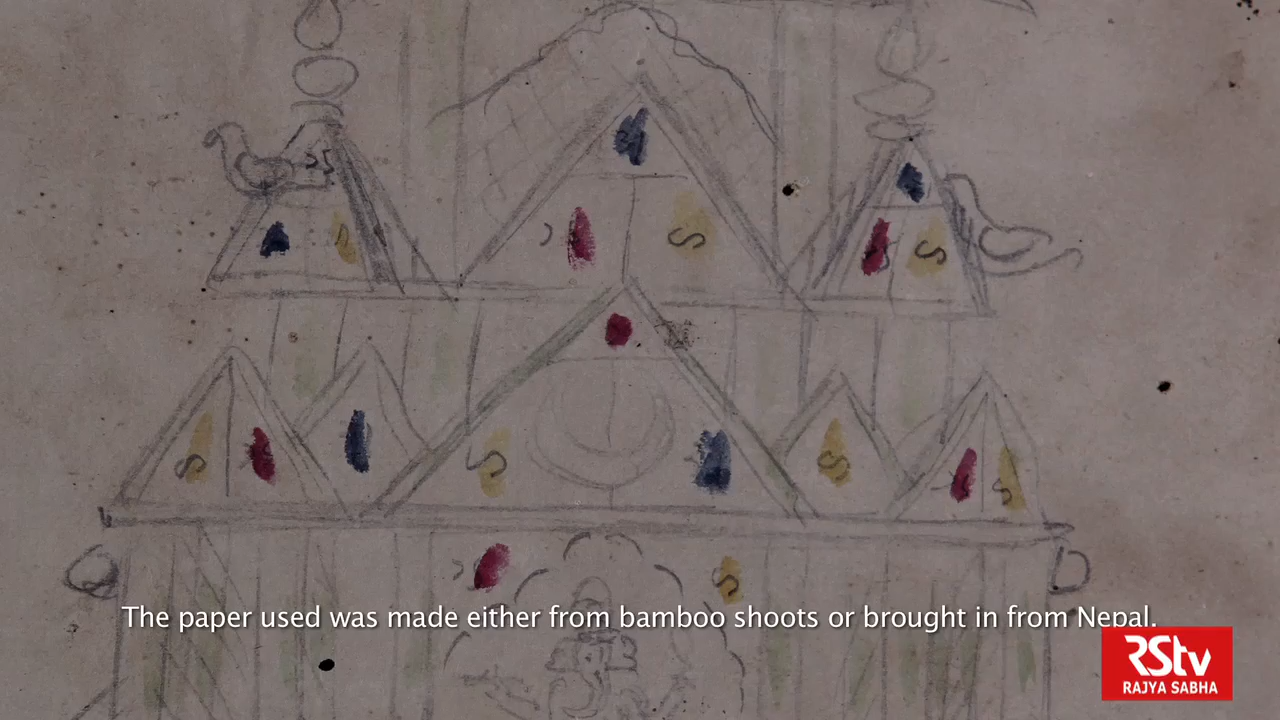 The paper used was made either from bamboo shoots or brought in from Nepal.
RStv
RAJYA SABHA